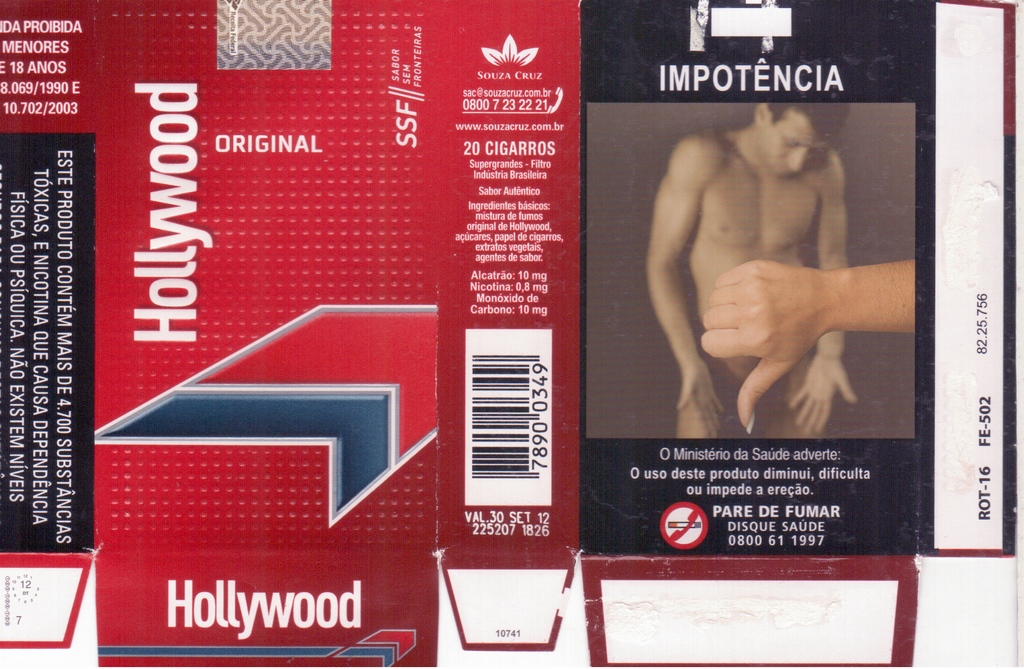 NDA PROIBIDA
MENORES
E 18 ANOS
8.069/1990 E
10.702/2003
ESTE PRODUTO CONTÉM MAIS DE 4.700 SUBSTÂNCIAS
TÓXICAS, E NICOTINA QUE CAUSA DEPENDÊNCIA
FÍSICA OU PSÍQUICA. NÃO EXISTEM NÍVEIS
12
7
Hollywood
ORIGINAL
SSF//
SABOR
SEM
FRONTEIRAS
Hollywood
SOUZA CRUZ
sac@souzacruz.com.br
0800 7 23 22 21
www.souzacruz.com.br
20 CIGARROS
Supergrandes - Filtro
Indústria Brasileira
Sabor Autêntico
Ingredientes básicos:
mistura de fumos
original de Hollywood,
açúcares, papel de cigarros,
extratos vegetais,
agentes de sabor.
Alcatrão: 10 mg
Nicotina: 0,8 mg
Monóxido de
Carbono: 10 mg
7890 0349
VAL.30 SET 12
225207 1826
10741
IMPOTÊNCIA
O Ministério da Saúde adverte:
O uso deste produto diminui, dificulta
ou impede a ereção.
PARE DE FUMAR
DISQUE SAÚDE
0800 61 1997
ROT-16 FE-502 82.25.756